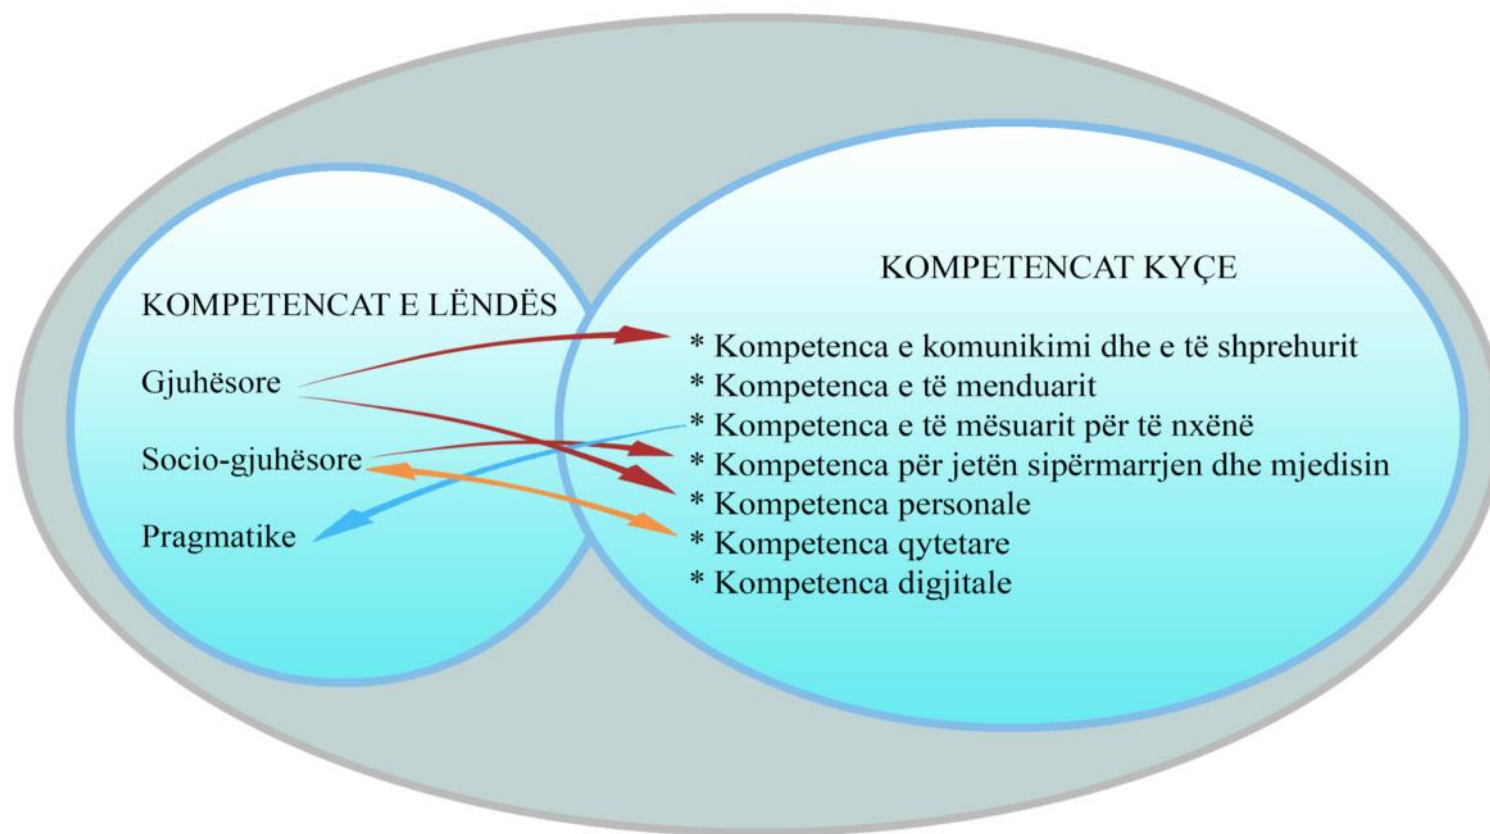 KOMPETENCAT E LËNDËS
Gjuhësore
Socio-gjuhësore
Pragmatike
KOMPETENCAT KYÇE
* Kompetenca e komunikimi dhe e të shprehurit
* Kompetenca e të menduarit
* Kompetenca e të mësuarit për të nxënë
* Kompetenca për jetën sipërmarrjen dhe mjedisin
* Kompetenca personale
* Kompetenca qytetare
* Kompetenca digjitale